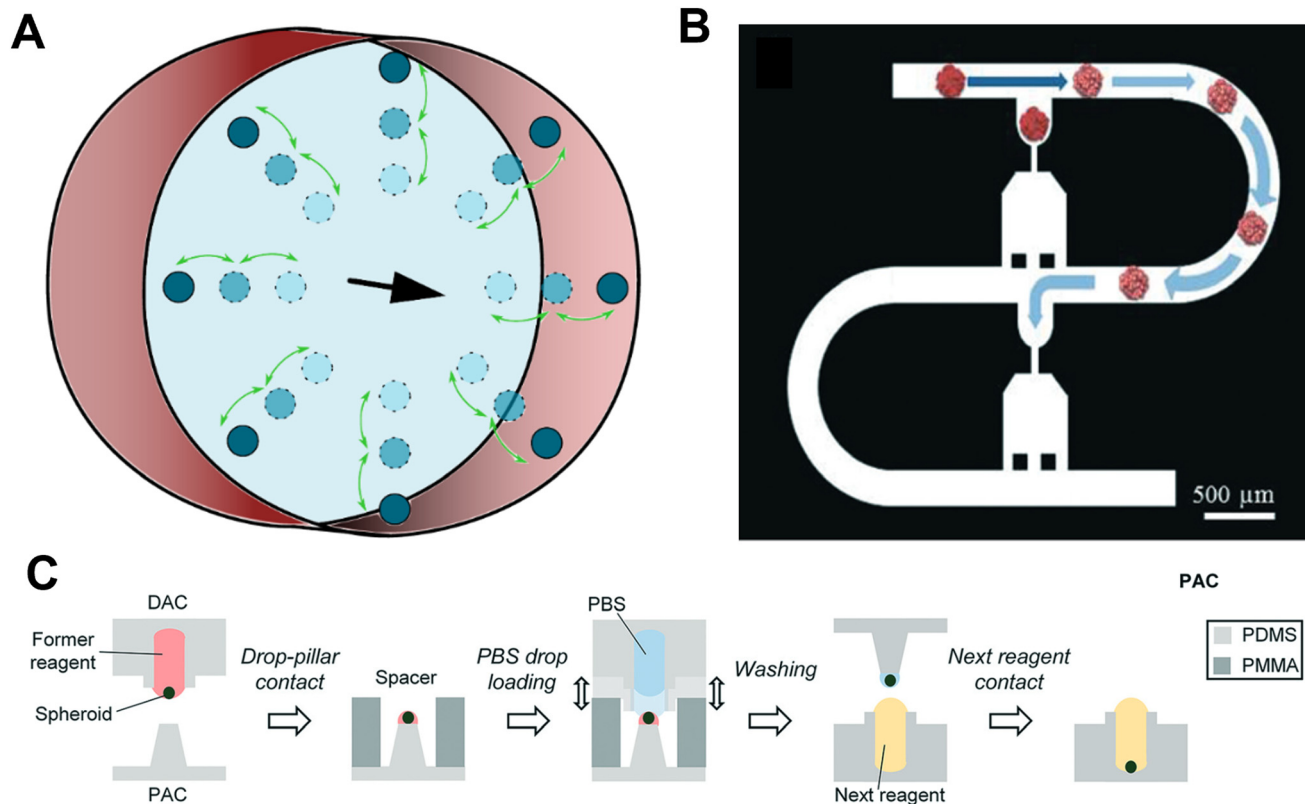 A
B
500 µm
C
PAC
PDMS
PMMA
DAC
Former
reagent
Spheroid
PAC
Drop-pillar
contact
Spacer
PBS drop
loading
PBS
Washing
Next reagent
Next reagent
contact